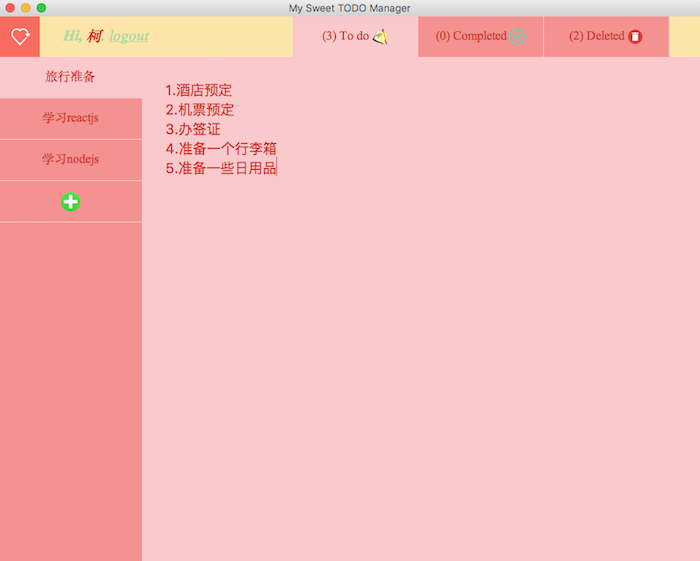 My Sweet TODO Manager
Hi, 柯. logout
(3) To do
(0) Completed
(2) Deleted
旅行准备
学习reactjs
学习nodejs
1.酒店预定
2.机票预定
3.办签证
4.准备一个行李箱
5.准备一些日用品